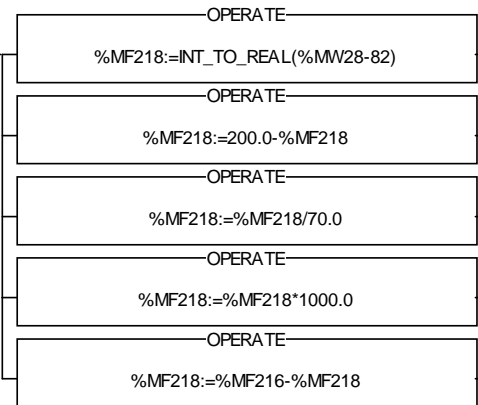 OPERATE
%MF218:=INT_TO_REAL(%MW28-82)
OPERATE
%MF218:=200.0-%MF218
OPERATE
%MF218:=%MF218/70.0
OPERATE
%MF218:=%MF218*1000.0
OPERATE
%MF218:=%MF216-%MF218